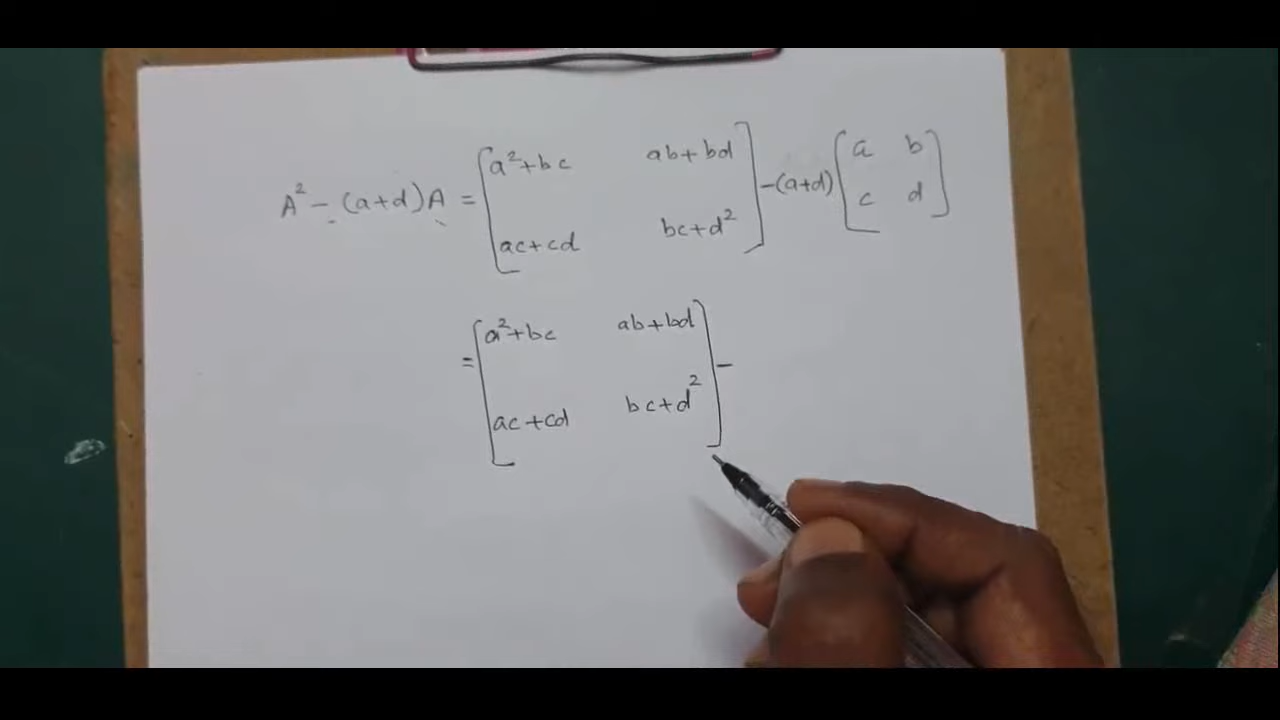 A² - (a+d)A = [a²+bc ab+bd
ac+cd bc+d²] -(a+d) [a b
c d]
= [a²+bc ab+bd
ac+cd bc+d²] -